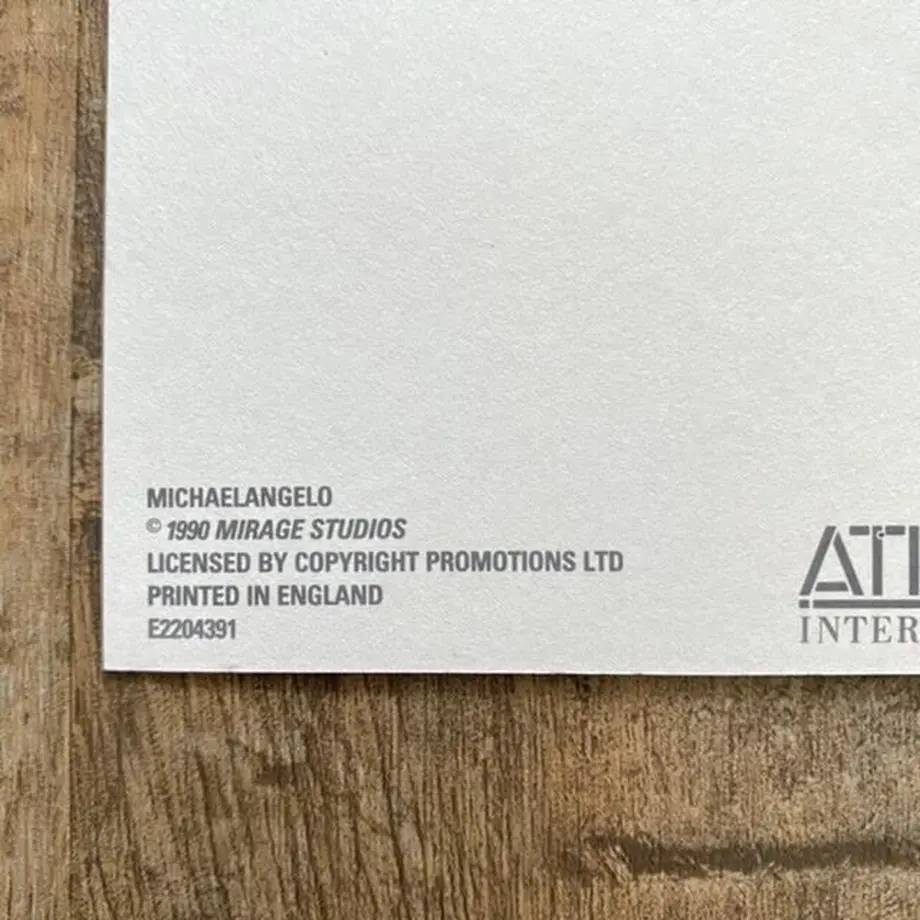 MICHAELANGELO
© 1990 MIRAGE STUDIOS
LICENSED BY COPYRIGHT PROMOTIONS LTD
PRINTED IN ENGLAND
E2204391